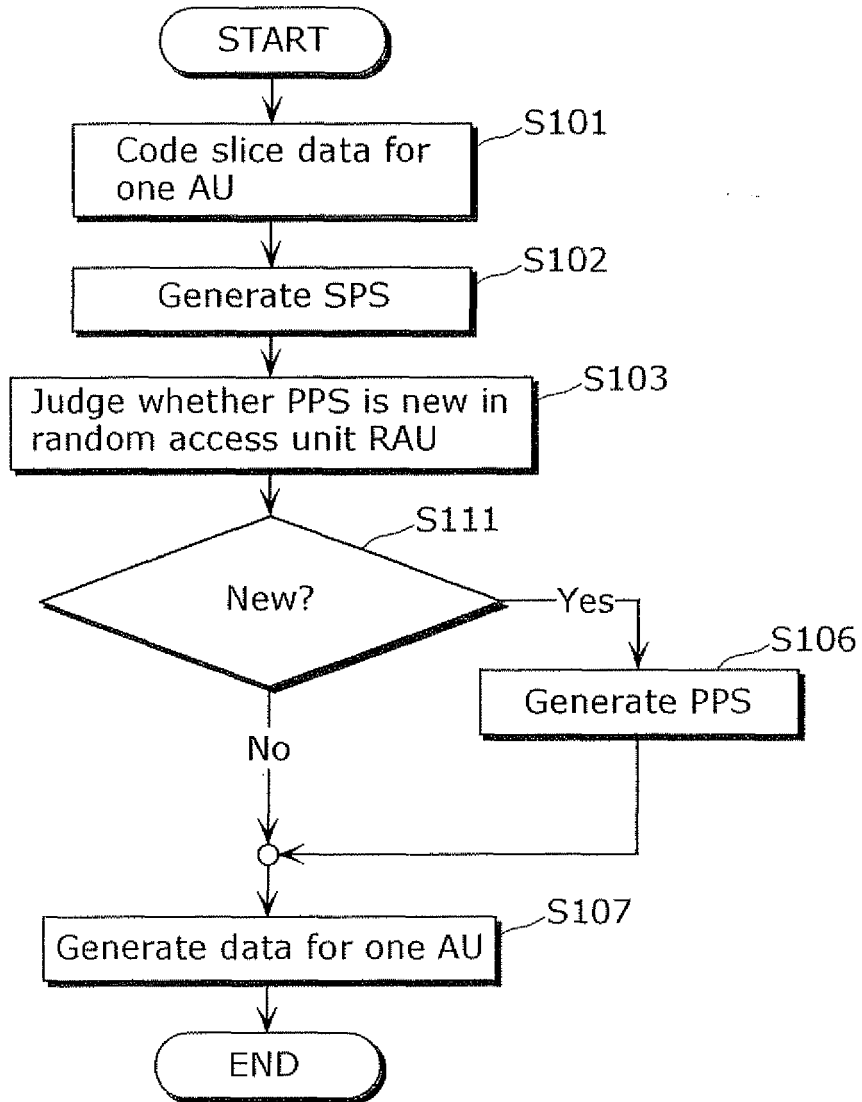 START
S101
Code slice data for
one AU
S102
Generate SPS
S103
Judge whether PPS is new in
random access unit RAU
S111
New?
Yes
S106
Generate PPS
No
S107
Generate data for one AU
END